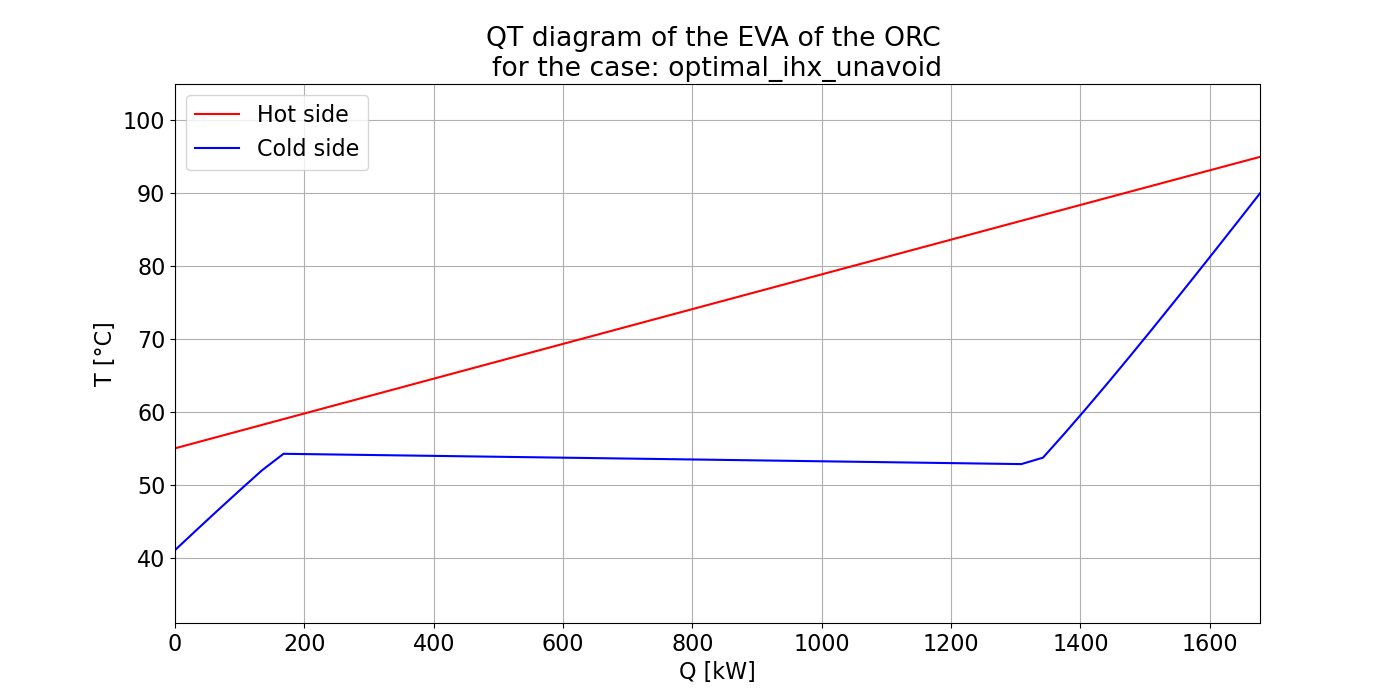 QT diagram of the EVA of the ORC
for the case: optimal_ihx_unavoid
Hot side
Cold side
T [°C]
100
90
80
70
60
50
40
0 200 400 600 800 1000 1200 1400 1600
Q [kW]